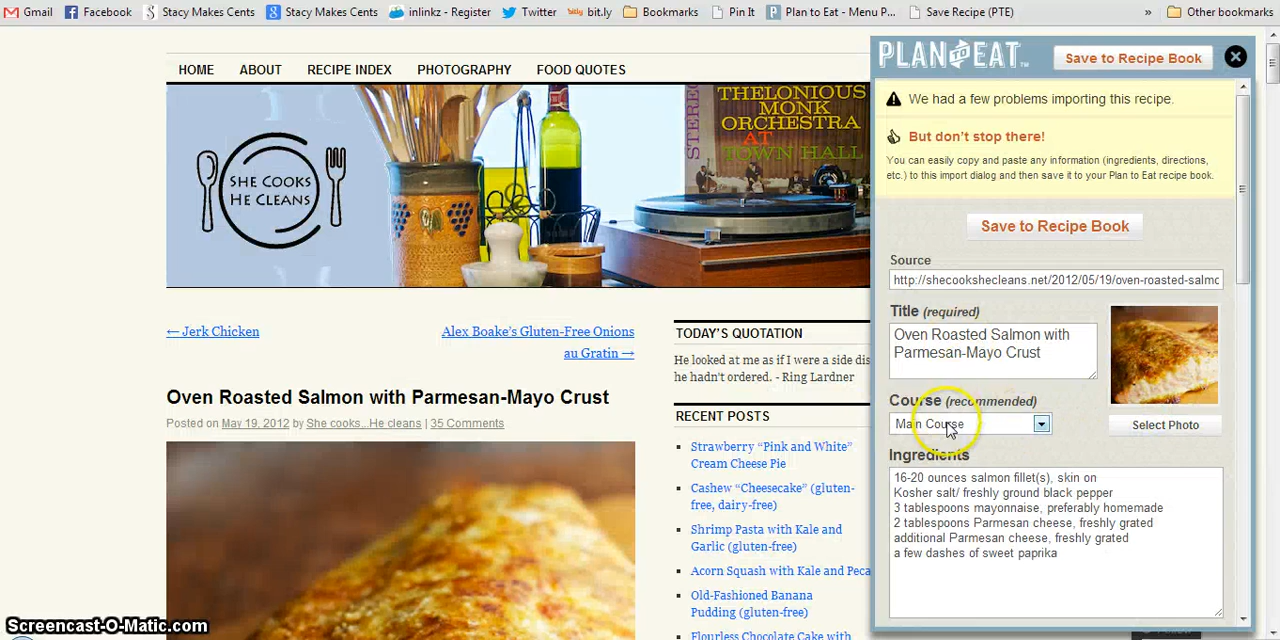 Gmail Facebook Stacy Makes Cents Stacy Makes Cents inlinkz - Register Twitter bitly bit.ly Bookmarks Pin It Plan to Eat - Menu P... Save Recipe (PTE) » Other bookmarks
HOME ABOUT RECIPE INDEX PHOTOGRAPHY FOOD QUOTES
SHE COOKS
HE CLEANS
STEREO
THELONIOUS
MONK
ORCHESTRA
AT
TOWN HALL
← Jerk Chicken
Alex Boake's Gluten-Free Onions
au Gratin →
Oven Roasted Salmon with Parmesan-Mayo Crust
Posted on May 19, 2012 by She cooks...He cleans | 35 Comments
TODAY'S QUOTATION
He looked at me as if I were a side dis
he hadn't ordered. - Ring Lardner
RECENT POSTS
Strawberry "Pink and White"
Cream Cheese Pie
Cashew "Cheesecake" (gluten-
free, dairy-free)
Shrimp Pasta with Kale and
Garlic (gluten-free)
Acorn Squash with Kale and Peca
Old-Fashioned Banana
Pudding (gluten-free)
Flourless Chocolate Cake with
PLAN TO EAT™
Save to Recipe Book
We had a few problems importing this recipe.
But don't stop there!
You can easily copy and paste any information (ingredients, directions,
etc.) to this import dialog and then save it to your Plan to Eat recipe book.
Save to Recipe Book
Source
http://shecookshecleans.net/2012/05/19/oven-roasted-salmo
Title (required)
Oven Roasted Salmon with
Parmesan-Mayo Crust
Course (recommended)
Main Course
Select Photo
Ingredients
16-20 ounces salmon fillet(s), skin on
Kosher salt/ freshly ground black pepper
3 tablespoons mayonnaise, preferably homemade
2 tablespoons Parmesan cheese, freshly grated
additional Parmesan cheese, freshly grated
a few dashes of sweet paprika
Screencast-O-Matic.com